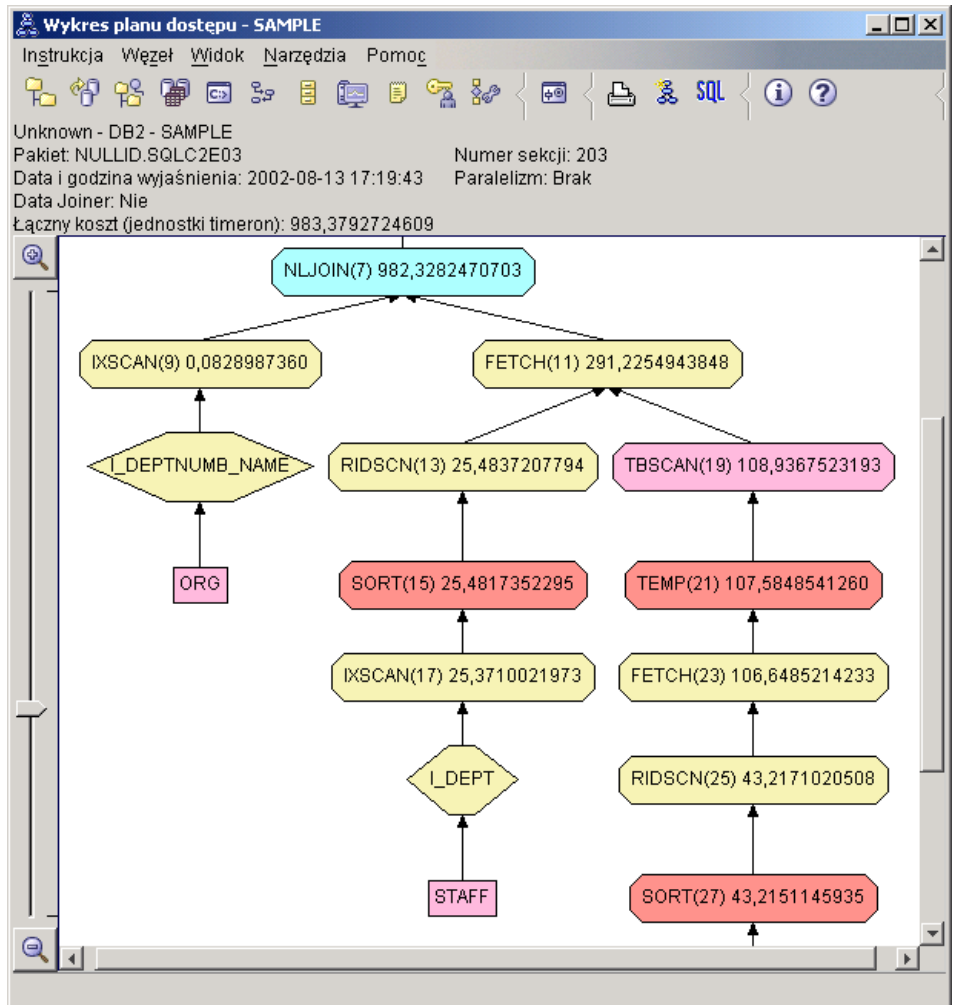 Wykres planu dostępu - SAMPLE
Instrukcja Węzeł Widok Narzędzia Pomoc
SQL
Unknown - DB2 - SAMPLE
Pakiet: NULLID.SQLC2E03 Numer sekcji: 203
Data i godzina wyjaśnienia: 2002-08-13 17:19:43 Paralelizm: Brak
Data Joiner: Nie
Łączny koszt (jednostki timeron): 983,3792724609
NLJOIN(7) 982,3282470703
IXSCAN(9) 0,0828987360 FETCH(11) 291,2254943848
I_DEPTNUMB_NAME RIDSCN(13) 25,4837207794 TBSCAN(19) 108,9367523193
ORG SORT(15) 25,4817352295 TEMP(21) 107,5848541260
IXSCAN(17) 25,3710021973 FETCH(23) 106,6485214233
I_DEPT RIDSCN(25) 43,2171020508
STAFF SORT(27) 43,2151145935